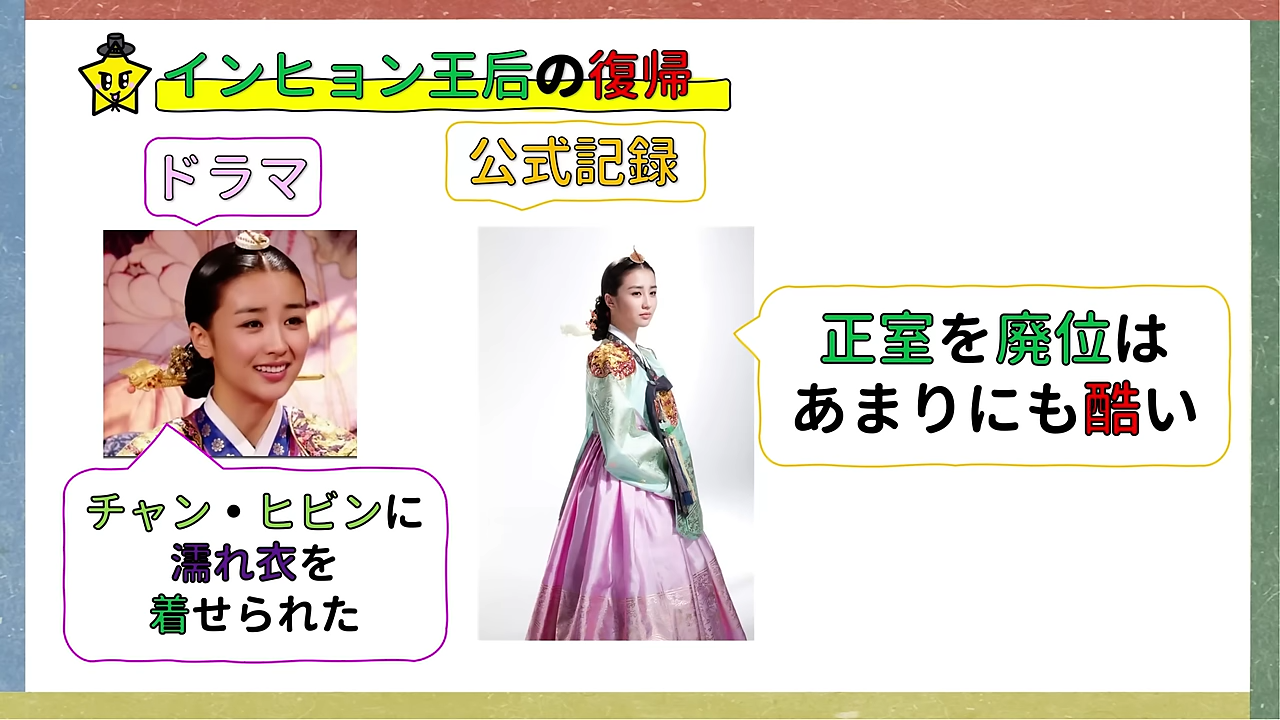 インヒョン王后の復帰
ドラマ
公式記録
正室を廃位は
あまりにも酷い
チャン・ヒビンに
濡れ衣を
着せられた